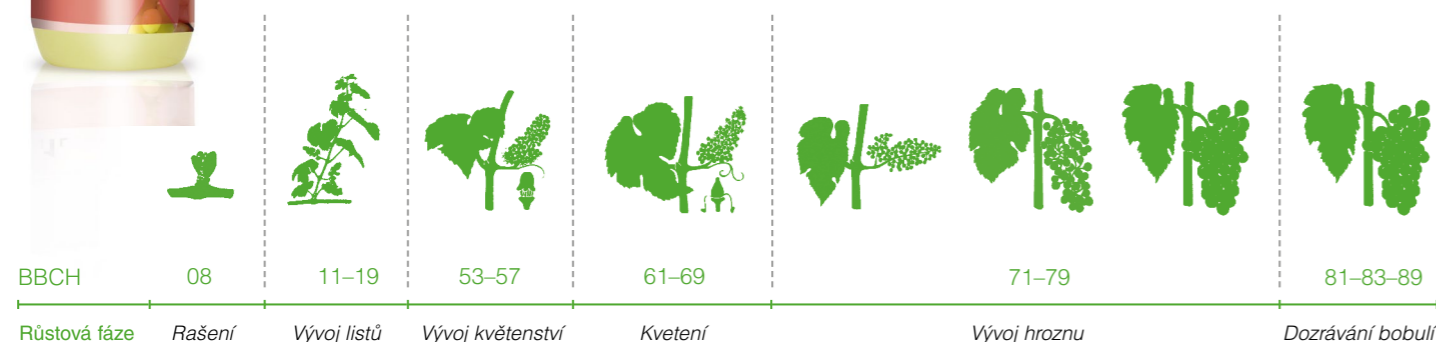 BBCH 08 11–19 53–57 61–69 71–79 81–83–89
Růstová fáze Rašení Vývoj listů Vývoj květenství Kvetení Vývoj hroznu Dozrávání bobulí